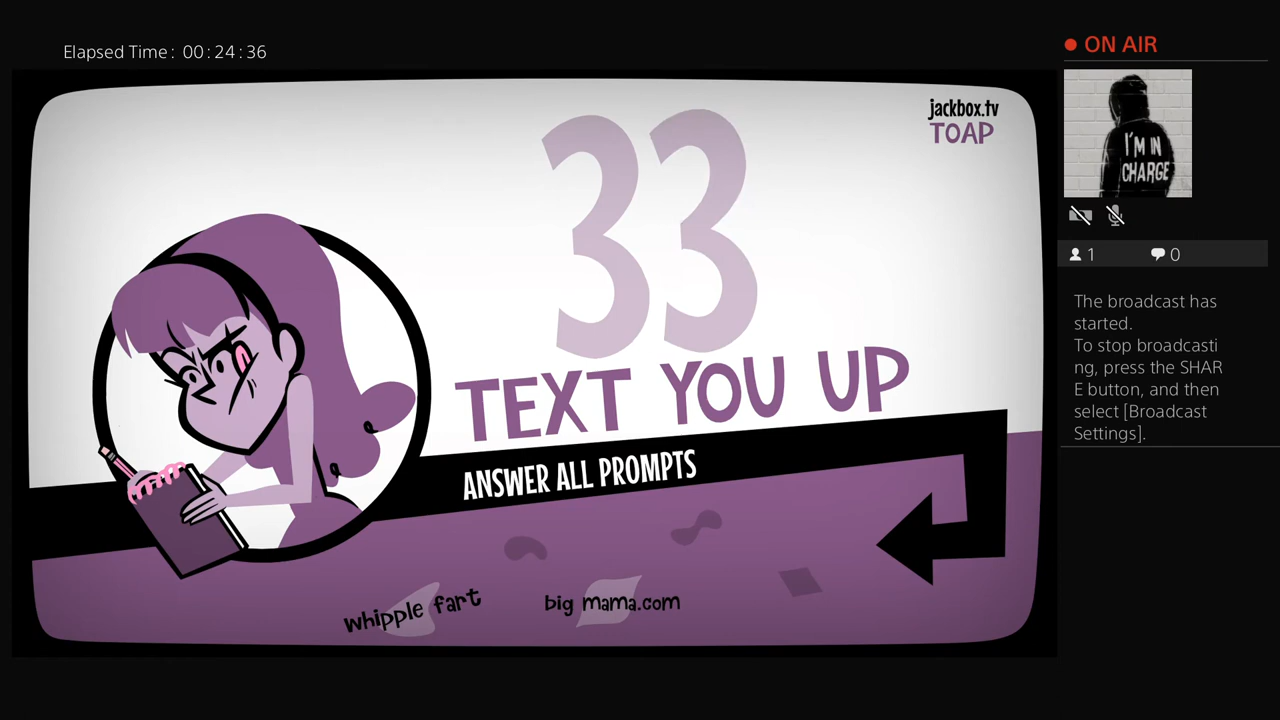 Elapsed Time: 00:24:36
ON AIR
jackbox.tv
TOAP
I'M IN
CHARGE
33
1
0
TEXT YOU UP
ANSWER ALL PROMPTS
The broadcast has
started.
To stop broadcasti
ng, press the SHAR
E button, and then
select [Broadcast
Settings].
whipple fart
big mama.com